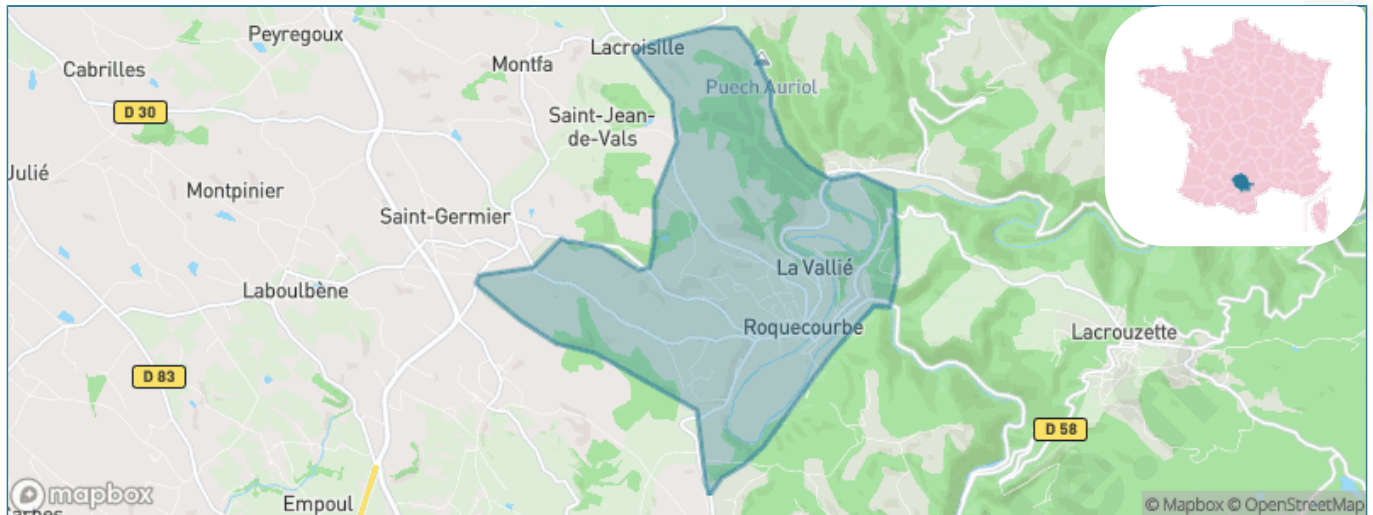 Peyregoux
Lacroisille
Cabrilles
Montfa
Puech Auriol
D 30
Saint-Jean-
de-Vals
Julié
Montpinier
Saint-Germier
La Vallié
Laboulbène
Roquecourbe
Lacrouzette
D 83
D 58
mapbox
Empoul
© Mapbox © OpenStreetMap